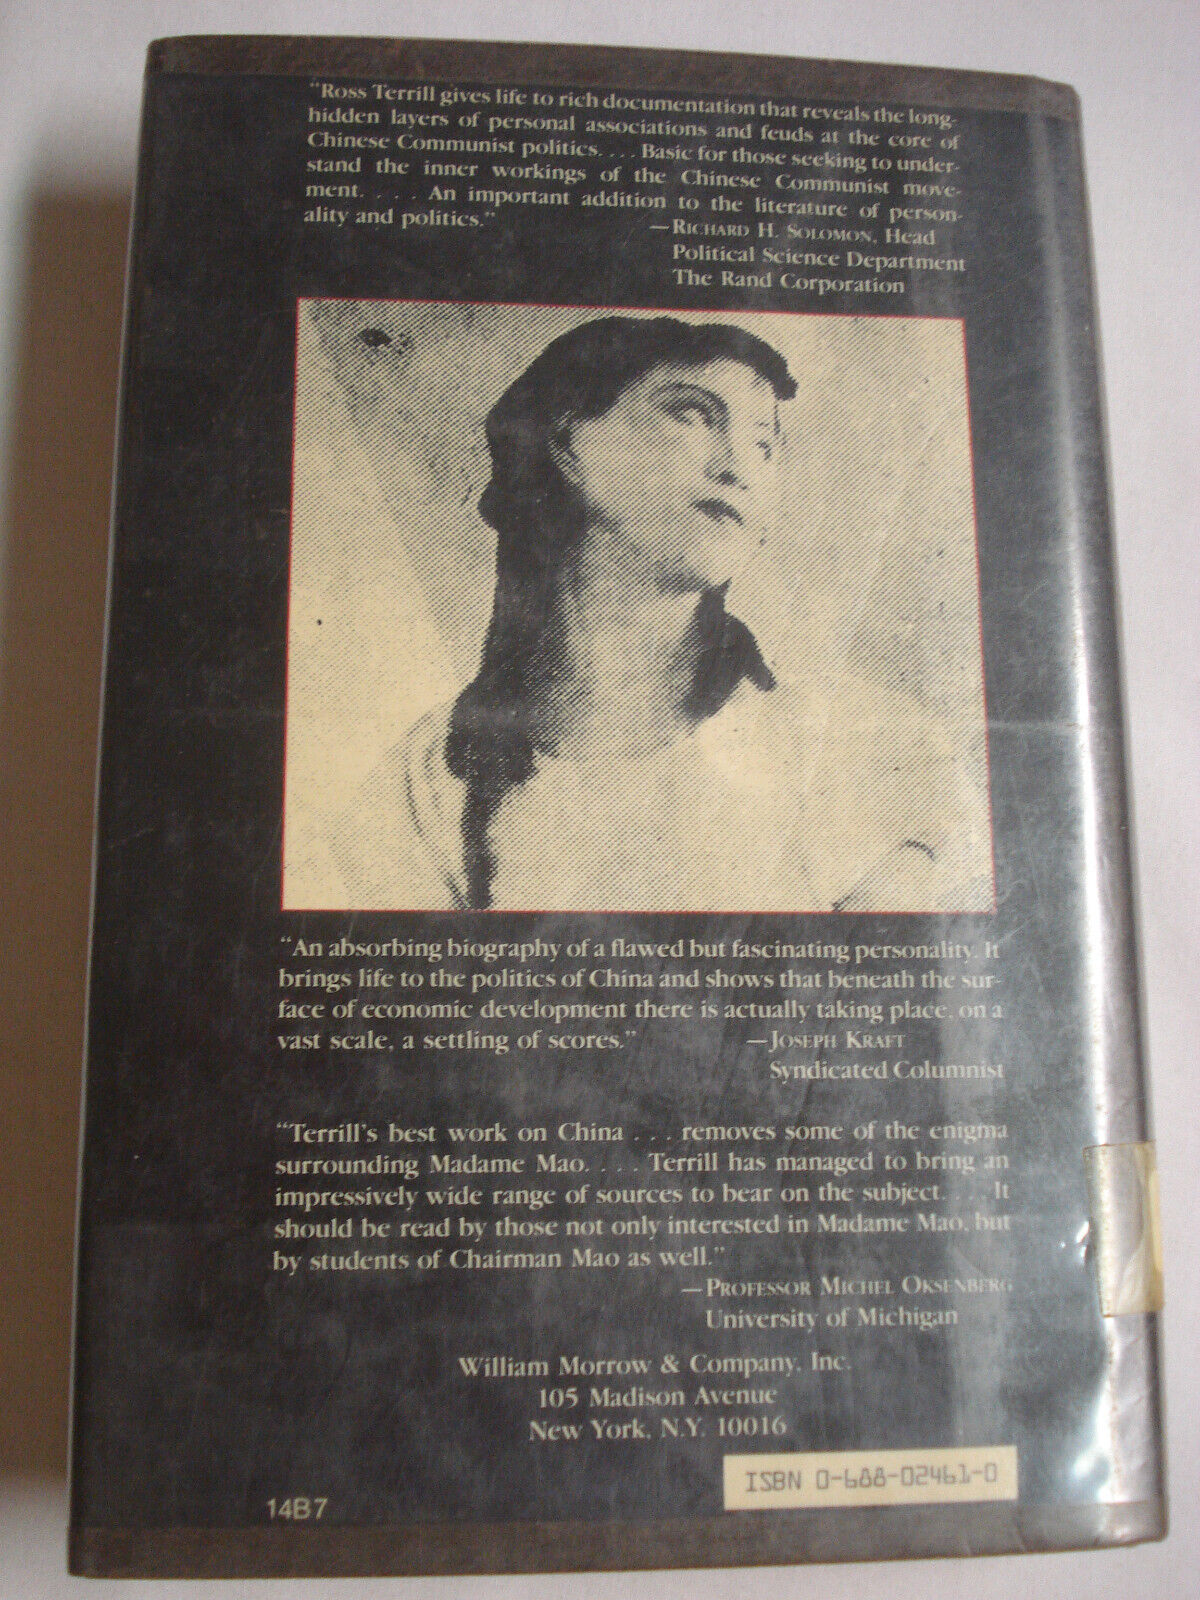 "Ross Terrill gives life to rich documentation that reveals the long-
hidden layers of personal associations and feuds at the core of
Chinese Communist politics. . . . Basic for those seeking to under-
stand the inner workings of the Chinese Communist move-
ment. . . . An important addition to the literature of person-
ality and politics."
—RICHARD H. SOLOMON, Head
Political Science Department
The Rand Corporation
"An absorbing biography of a flawed but fascinating personality. It
brings life to the politics of China and shows that beneath the sur-
face of economic development there is actually taking place, on a
vast scale, a settling of scores."
—JOSEPH KRAFT
Syndicated Columnist
"Terrill's best work on China . . . removes some of the enigma
surrounding Madame Mao. . . . Terrill has managed to bring an
impressively wide range of sources to bear on the subject. . . . It
should be read by those not only interested in Madame Mao, but
by students of Chairman Mao as well."
—PROFESSOR MICHEL OKSENBERG
University of Michigan
William Morrow & Company, Inc.
105 Madison Avenue
New York, N.Y. 10016
ISBN 0-688-02461-0
14B7